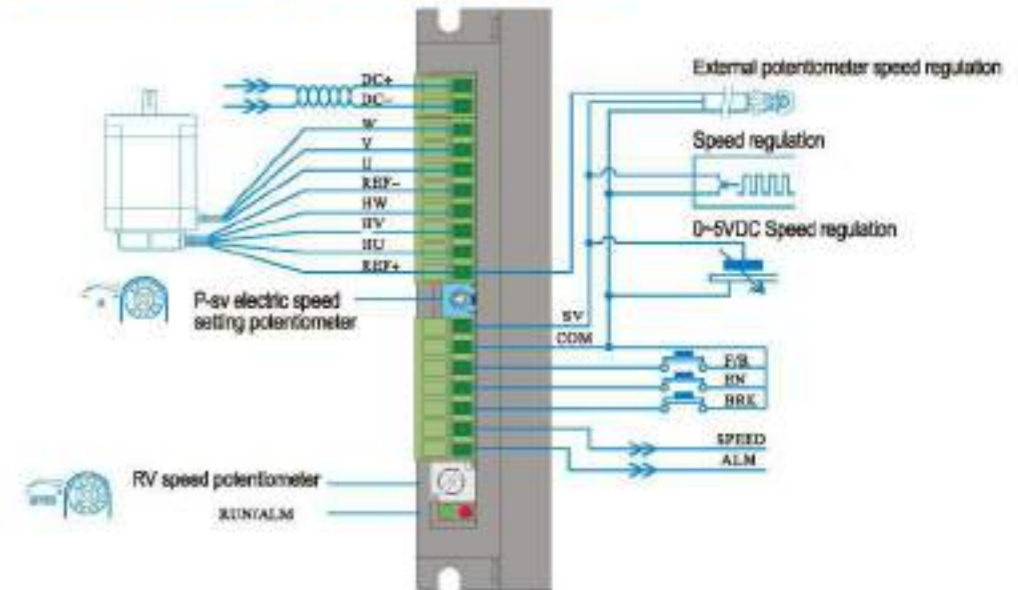 External potentiometer speed regulation
DC+
DC-
W
V
U
REF-
HW
HV
HU
REF+
Speed regulation
0~5VDC Speed regulation
P-sv electric speed
setting potentiometer
SV
COM
F/R
EN
BRK
SPEED
ALM
RV speed potentiometer
RUN/ALM